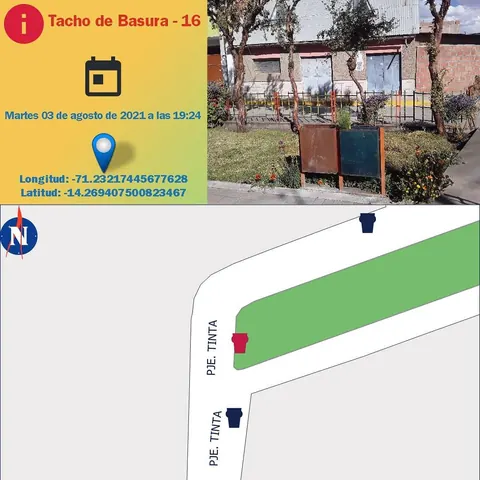 i
Tacho de Basura - 16
Martes 03 de agosto de 2021 a las 19:24
Longitud: -71.23217445677628
Latitud: -14.269407500823467
N
PJE. TINTA
PJE. TINTA